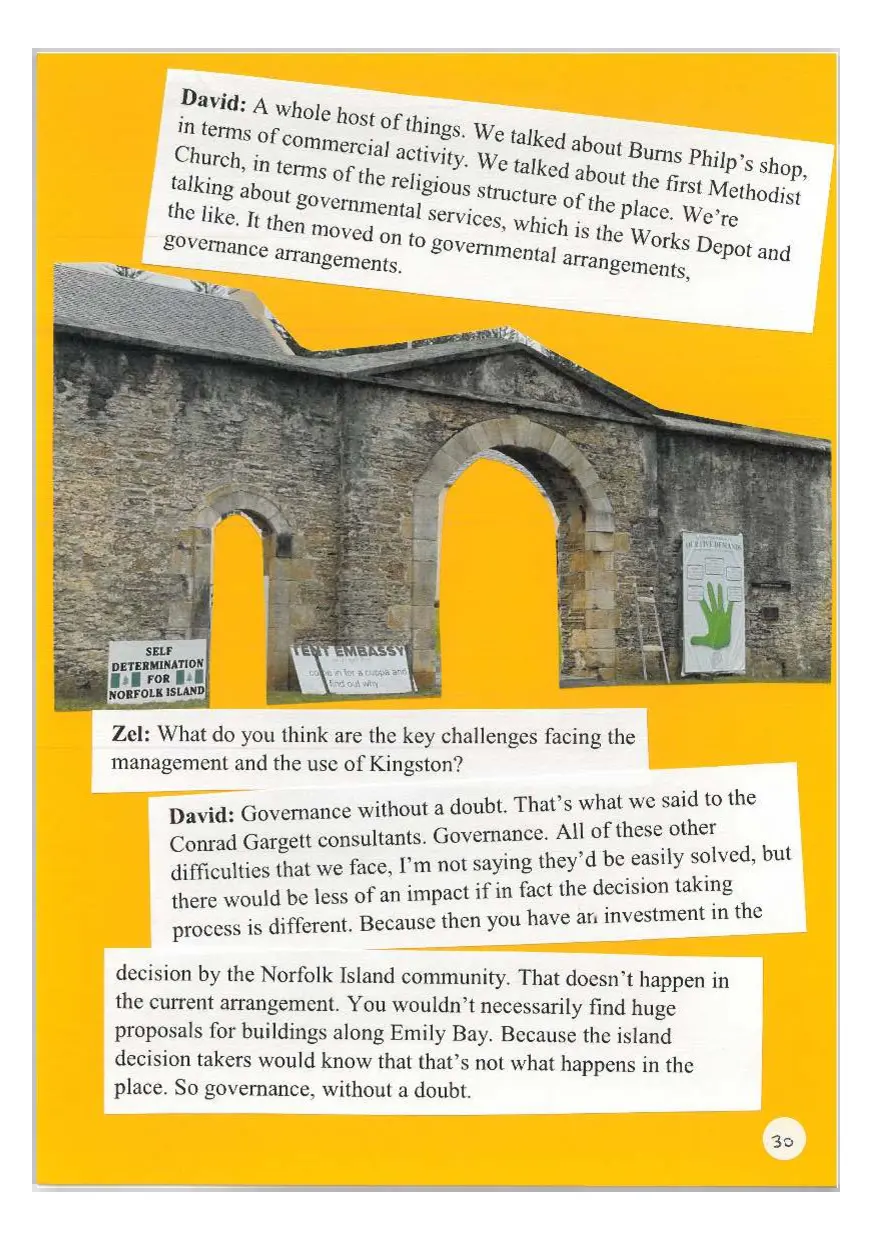 David: A whole host of things. We talked about Burns Philp's shop,
in terms of commercial activity. We talked about the first Methodist
Church, in terms of the religious structure of the place. We're
talking about governmental services, which is the Works Depot and
the like. It then moved on to governmental arrangements,
governance arrangements.
OUR FIVE DEMANDS
SELF
DETERMINATION
FOR
NORFOLK ISLAND
TENT EMBASSY
come in for a cuppa and
find out why
Zel: What do you think are the key challenges facing the
management and the use of Kingston?
David: Governance without a doubt. That's what we said to the
Conrad Gargett consultants. Governance. All of these other
difficulties that we face, I'm not saying they'd be easily solved, but
there would be less of an impact if in fact the decision taking
process is different. Because then you have an investment in the
decision by the Norfolk Island community. That doesn't happen in
the current arrangement. You wouldn't necessarily find huge
proposals for buildings along Emily Bay. Because the island
decision takers would know that that's not what happens in the
place. So governance, without a doubt.
30